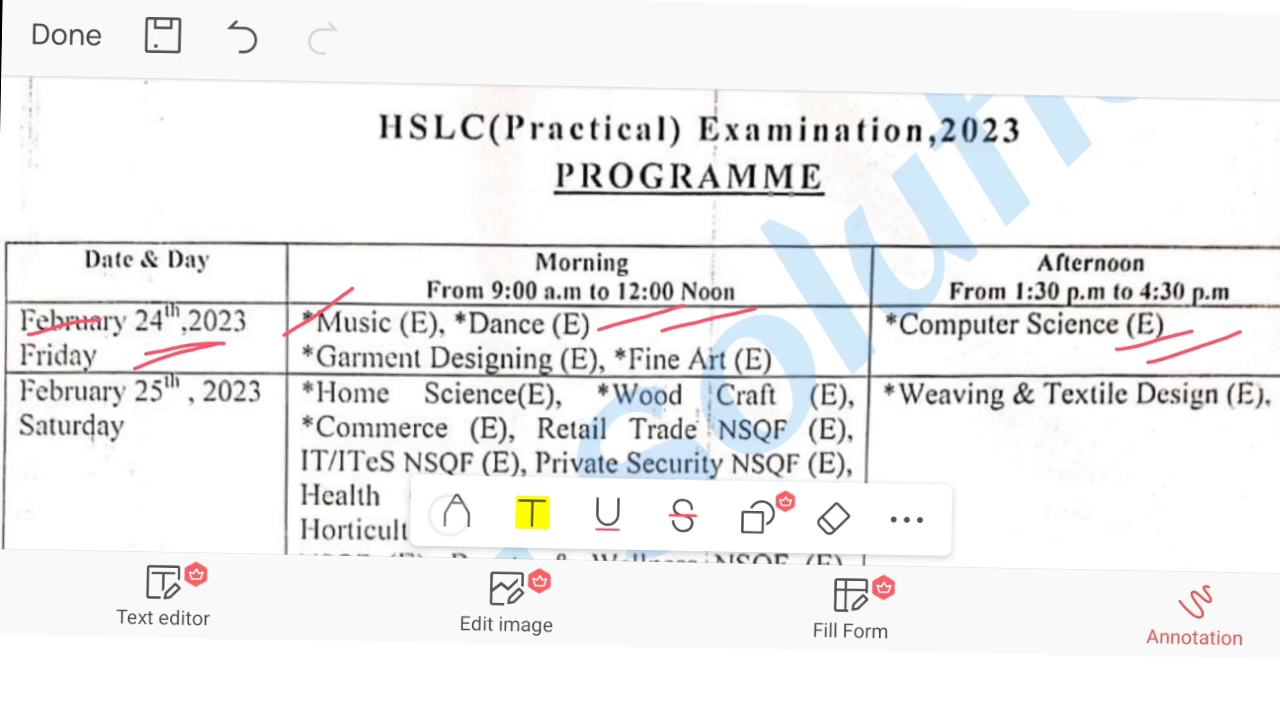 Done
HSLC(Practical) Examination,2023
PROGRAMME
Date & Day
Morning
From 9:00 a.m to 12:00 Noon
Afternoon
From 1:30 p.m to 4:30 p.m
February 24th,2023
Friday
*Music (E), *Dance (E)
*Garment Designing (E), *Fine Art (E)
*Computer Science (E)
February 25th , 2023
Saturday
*Home Science(E), *Wood Craft (E),
*Commerce (E), Retail Trade NSQF (E),
IT/ITeS NSQF (E), Private Security NSQF (E),
Health
Horticult
*Weaving & Textile Design (E),
Text editor
Edit image
Fill Form
Annotation